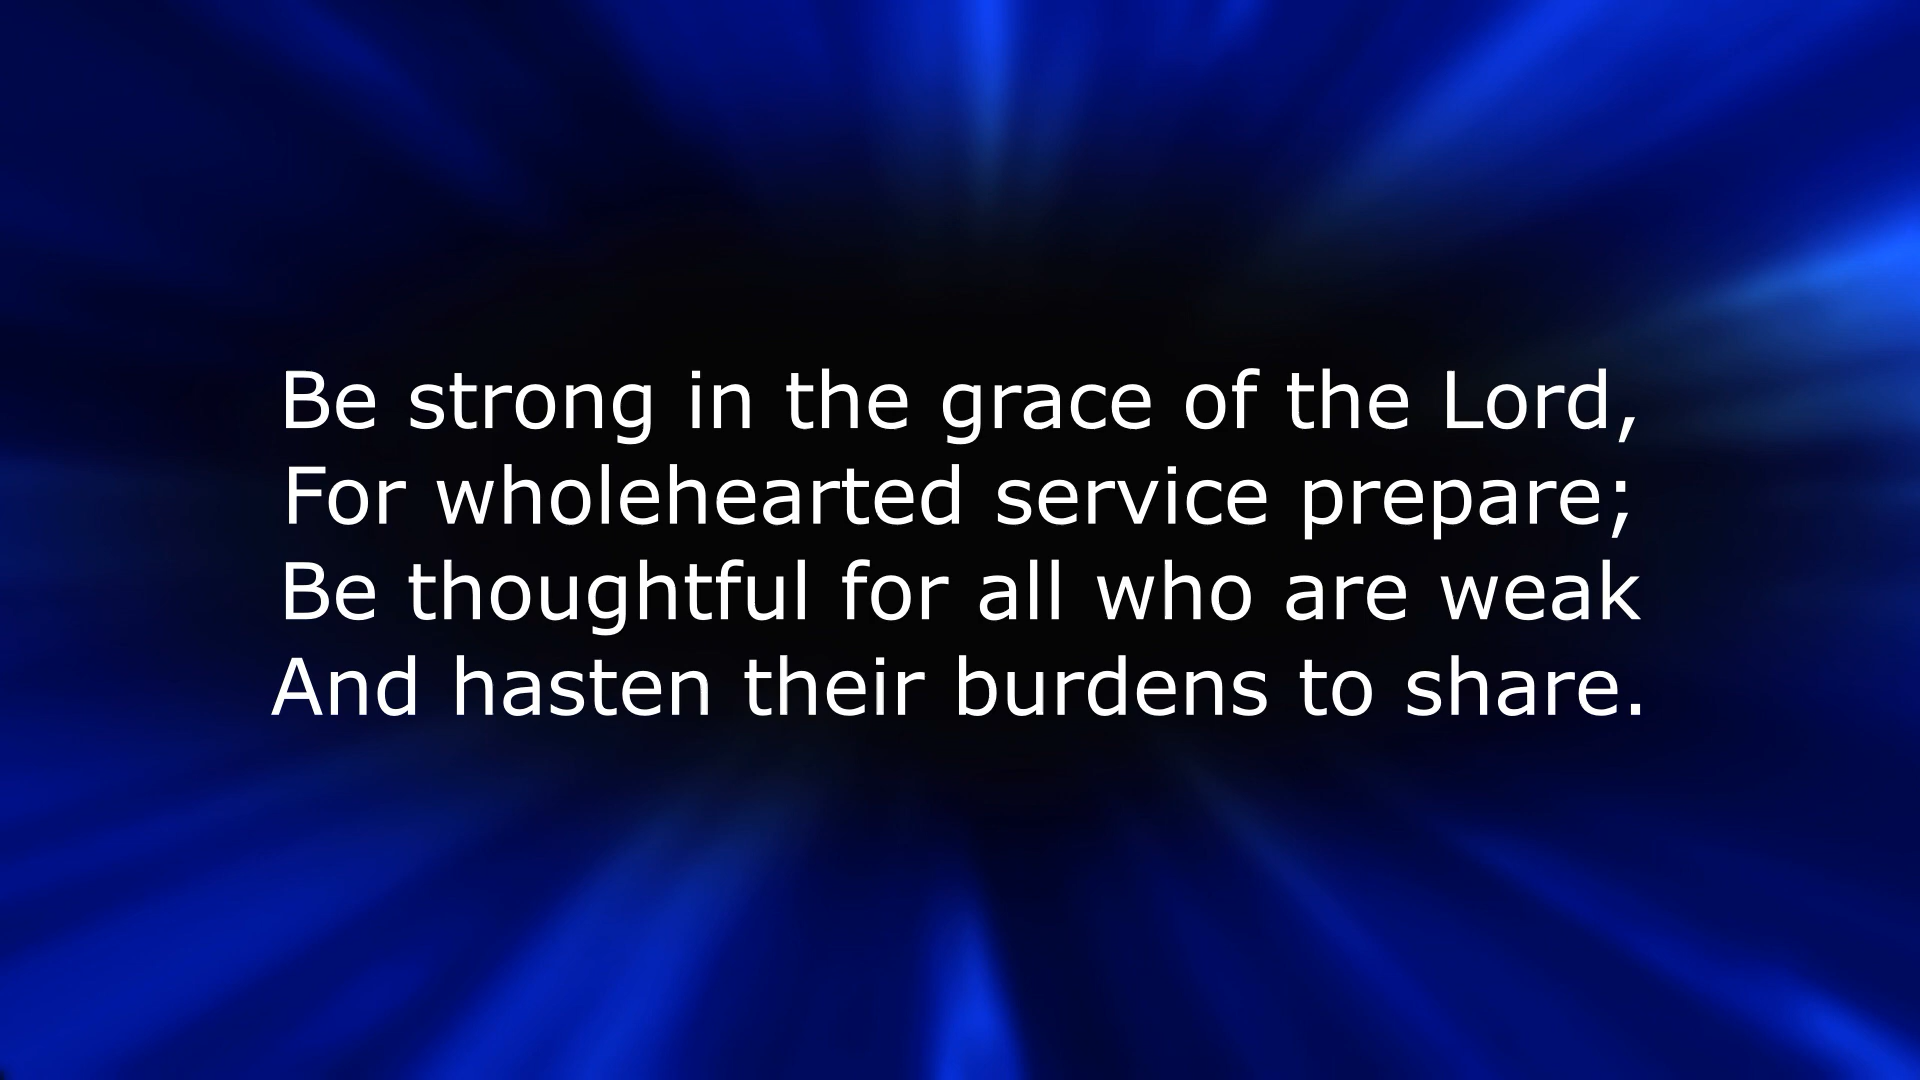 Be strong in the grace of the Lord,
For wholehearted service prepare;
Be thoughtful for all who are weak
And hasten their burdens to share.